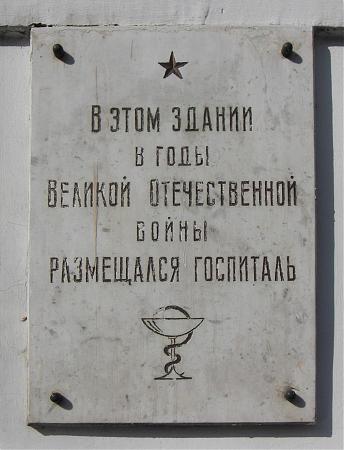 В ЭТОМ ЗДАНИИ
В ГОДЫ
ВЕЛИКОЙ ОТЕЧЕСТВЕННОЙ
ВОЙНЫ
РАЗМЕЩАЛСЯ ГОСПИТАЛЬ